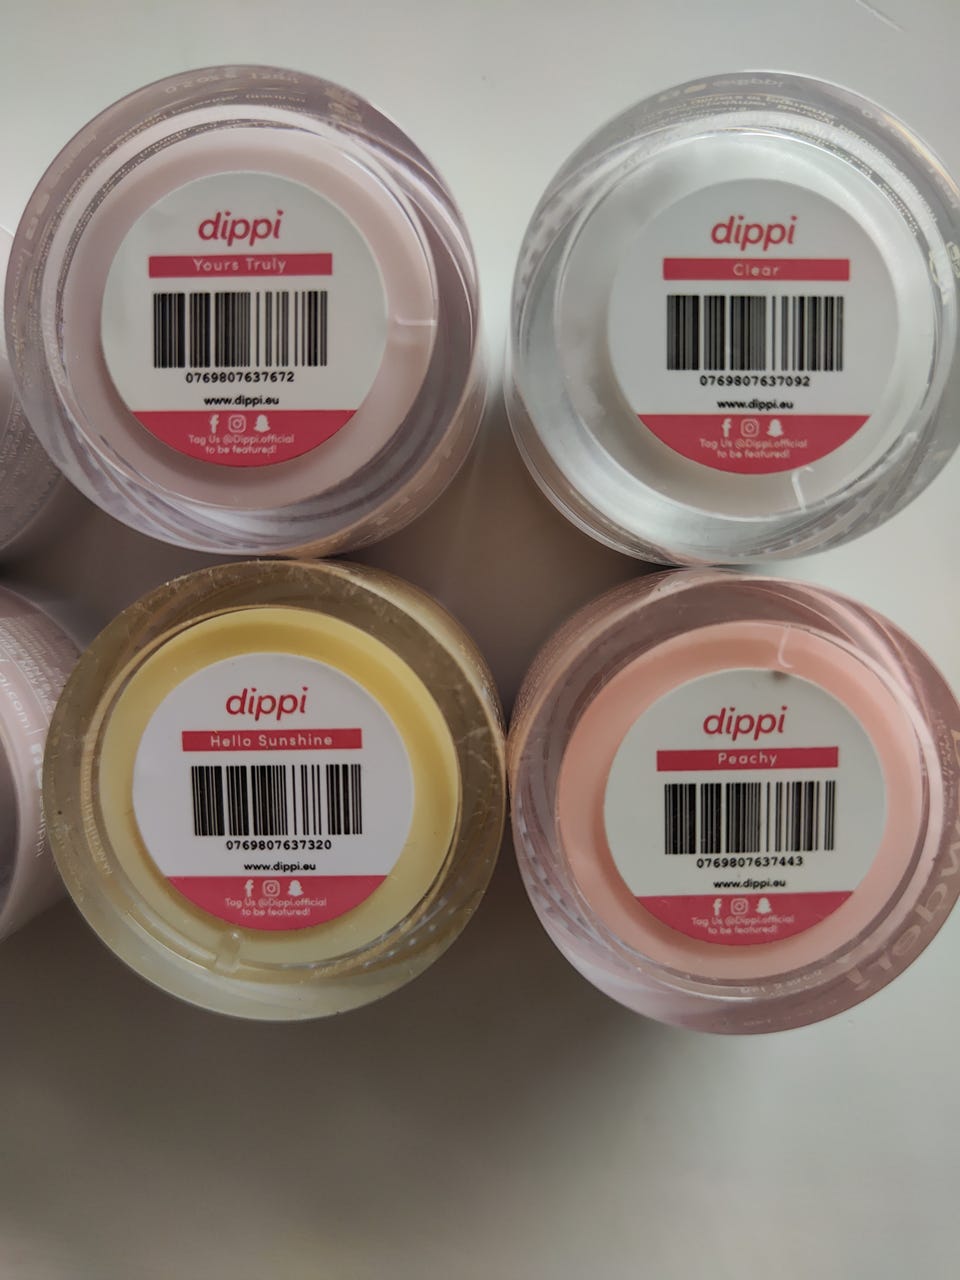 dippi
Yours Truly
0769807637672
www.dippi.eu
Tag Us @Dippi.official
to be featured!
dippi
Clear
0769807637092
www.dippi.eu
Tag Us @Dippi.official
to be featured!
dippi
Hello Sunshine
0769807637320
www.dippi.eu
Tag Us @Dippi.official
to be featured!
dippi
Peachy
0769807637443
www.dippi.eu
Tag Us @Dippi.official
to be featured!